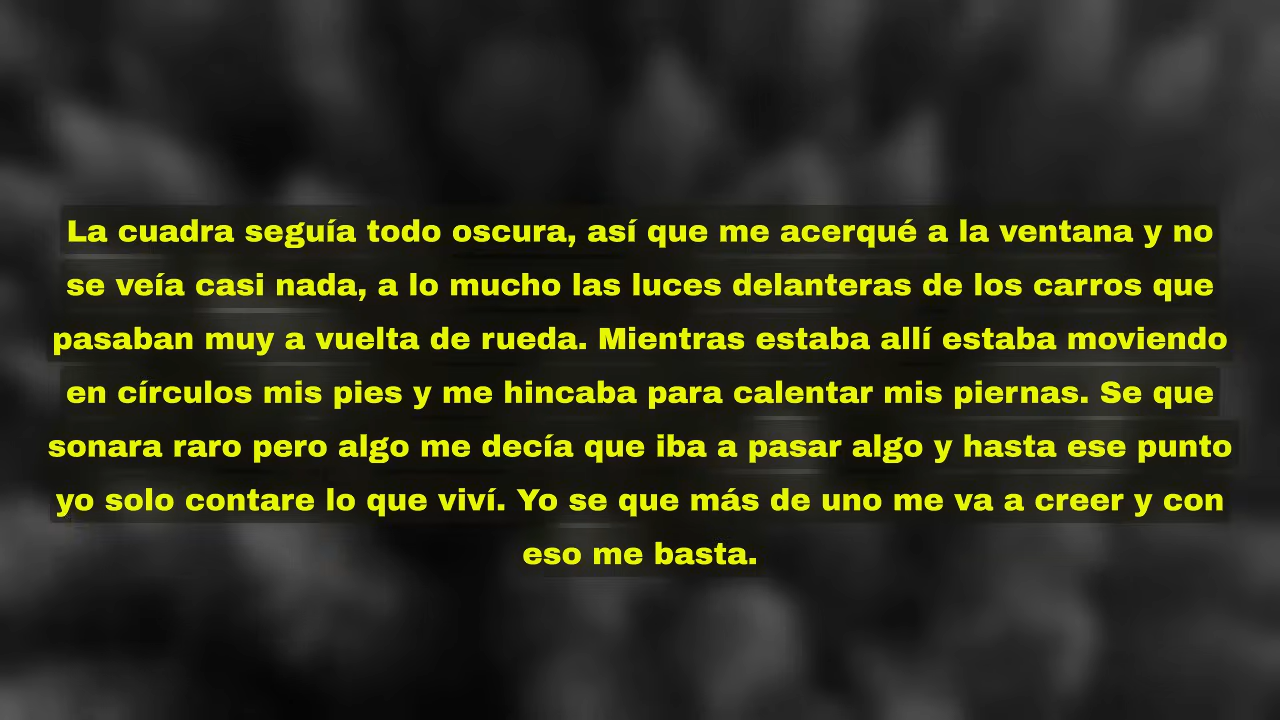 La cuadra seguía todo oscura, así que me acerqué a la ventana y no
se veía casi nada, a lo mucho las luces delanteras de los carros que
pasaban muy a vuelta de rueda. Mientras estaba allí estaba moviendo
en círculos mis pies y me hincaba para calentar mis piernas. Se que
sonara raro pero algo me decía que iba a pasar algo y hasta ese punto
yo solo contare lo que viví. Yo se que más de uno me va a creer y con
eso me basta.